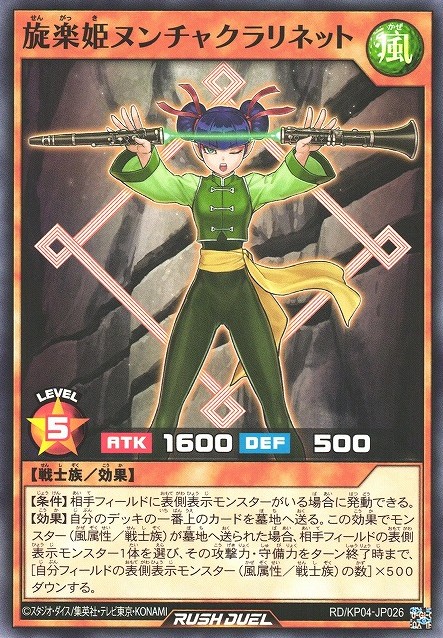 旋楽姫ヌンチャクラリネット
風
LEVEL
5
ATK 1600 DEF 500
【戦士族／効果】
【条件】相手フィールドに表側表示モンスターがいる場合に発動できる。
【効果】自分のデッキの一番上のカードを墓地へ送る。この効果でモン
スター（風属性／戦士族）が墓地へ送られた場合、相手フィールドの表側
表示モンスター1体を選び、その攻撃力・守備力をターン終了時まで、
［自分フィールドの表側表示モンスター（風属性／戦士族）の数］×500
ダウンする。
©スタジオ・ダイス/集英社・テレビ東京・KONAMI
RUSH DUEL
RD/KP04-JP026